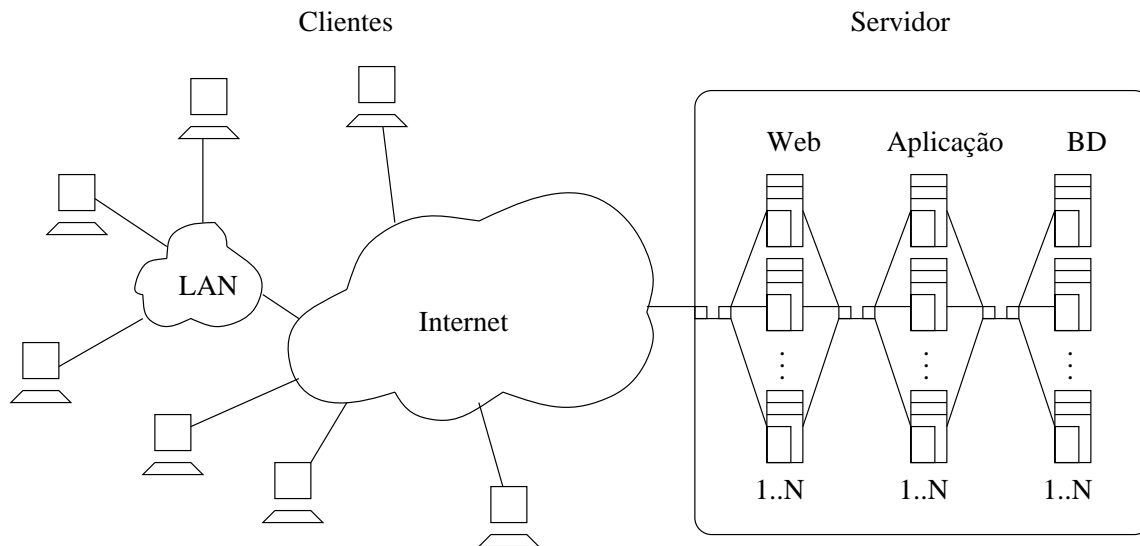 Clientes
Servidor
Web
Aplicação
BD
LAN
Internet
1..N
1..N
1..N